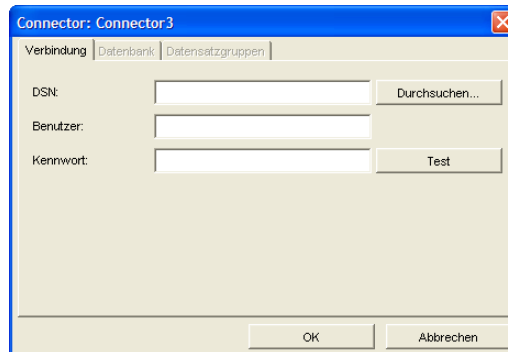 Connector: Connector3
Verbindung Datenbank Datensatzgruppen
DSN: Durchsuchen...
Benutzer:
Kennwort: Test
OK Abbrechen